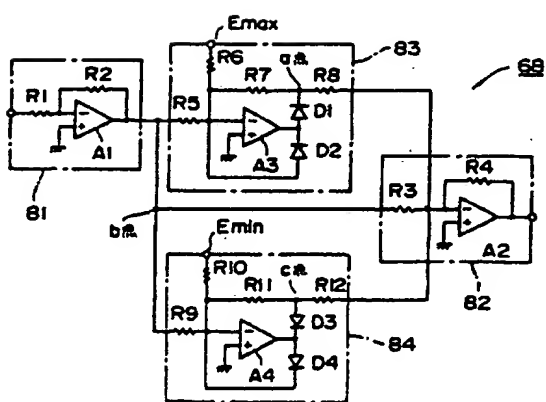 Emax
83
68
R6
a点
R7
R8
R1
R2
R5
D1
A1
A3
D2
81
R3
R4
b点
Emin
A2
82
R10
c点
R11
R12
R9
D3
84
A4
D4